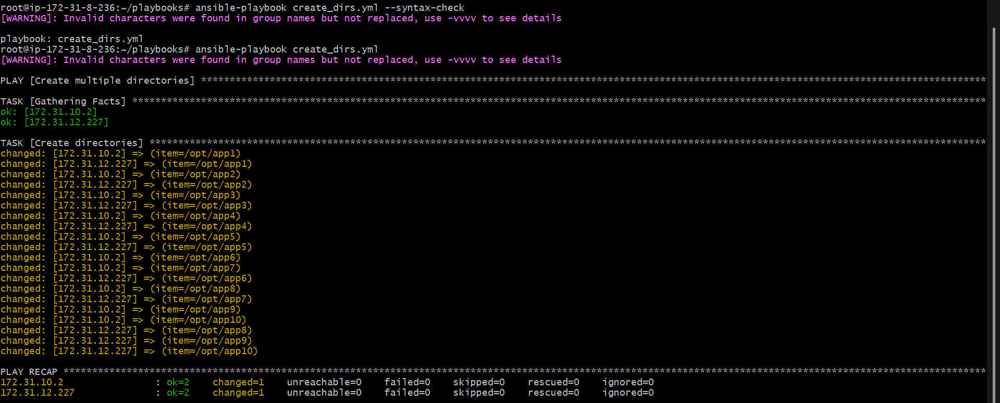 root@ip-172-31-8-236:~/playbooks# ansible-playbook create_dirs.yml --syntax-check
[WARNING]: Invalid characters were found in group names but not replaced, use -vvvv to see details
playbook: create_dirs.yml
root@ip-172-31-8-236:~/playbooks# ansible-playbook create_dirs.yml
[WARNING]: Invalid characters were found in group names but not replaced, use -vvvv to see details
PLAY [Create multiple directories] *****************************************************************************************************************************************
TASK [Gathering Facts] *****************************************************************************************************************************************************
ok: [172.31.10.2]
ok: [172.31.12.227]
TASK [Create directories] **************************************************************************************************************************************************
changed: [172.31.10.2] => (item=/opt/app1)
changed: [172.31.12.227] => (item=/opt/app1)
changed: [172.31.10.2] => (item=/opt/app2)
changed: [172.31.12.227] => (item=/opt/app2)
changed: [172.31.10.2] => (item=/opt/app3)
changed: [172.31.12.227] => (item=/opt/app3)
changed: [172.31.10.2] => (item=/opt/app4)
changed: [172.31.12.227] => (item=/opt/app4)
changed: [172.31.10.2] => (item=/opt/app5)
changed: [172.31.12.227] => (item=/opt/app5)
changed: [172.31.10.2] => (item=/opt/app6)
changed: [172.31.10.2] => (item=/opt/app7)
changed: [172.31.12.227] => (item=/opt/app6)
changed: [172.31.10.2] => (item=/opt/app8)
changed: [172.31.12.227] => (item=/opt/app7)
changed: [172.31.10.2] => (item=/opt/app9)
changed: [172.31.10.2] => (item=/opt/app10)
changed: [172.31.12.227] => (item=/opt/app8)
changed: [172.31.12.227] => (item=/opt/app9)
changed: [172.31.12.227] => (item=/opt/app10)
PLAY RECAP *****************************************************************************************************************************************************************
172.31.10.2                : ok=2    changed=1    unreachable=0    failed=0    skipped=0    rescued=0    ignored=0
172.31.12.227              : ok=2    changed=1    unreachable=0    failed=0    skipped=0    rescued=0    ignored=0